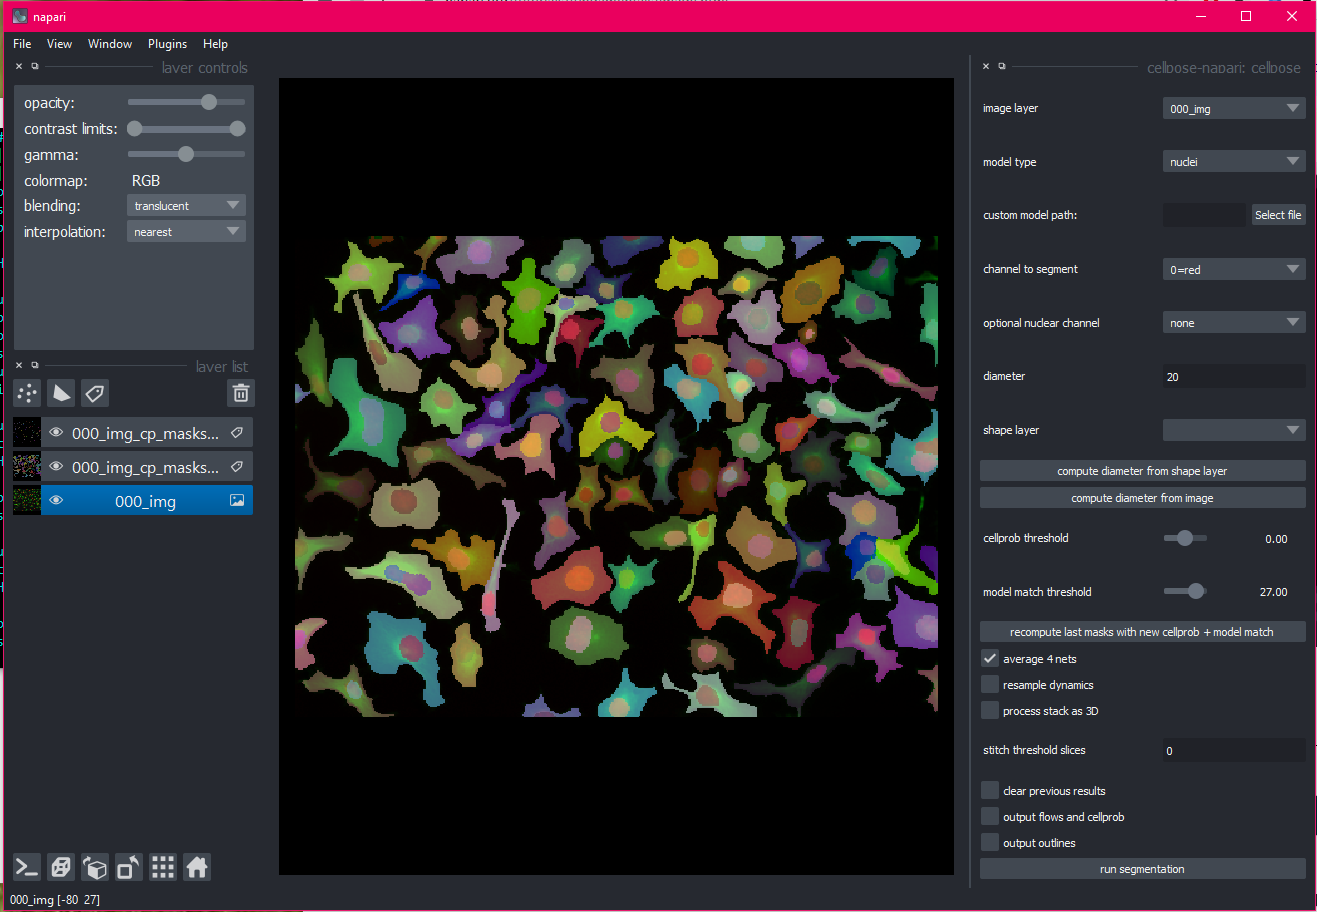 napari
File View Window Plugins Help
layer controls
opacity:
contrast limits:
gamma:
colormap: RGB
blending: translucent
interpolation: nearest
layer list
000_img_cp_masks...
000_img_cp_masks...
000_img
000_img [-80 27]
cellpose-napari: cellpose
image layer 000_img
model type nuclei
custom model path: Select file
channel to segment 0=red
optional nuclear channel none
diameter 20
shape layer
compute diameter from shape layer
compute diameter from image
cellprob threshold 0.00
model match threshold 27.00
recompute last masks with new cellprob + model match
average 4 nets
resample dynamics
process stack as 3D
stitch threshold slices 0
clear previous results
output flows and cellprob
output outlines
run segmentation